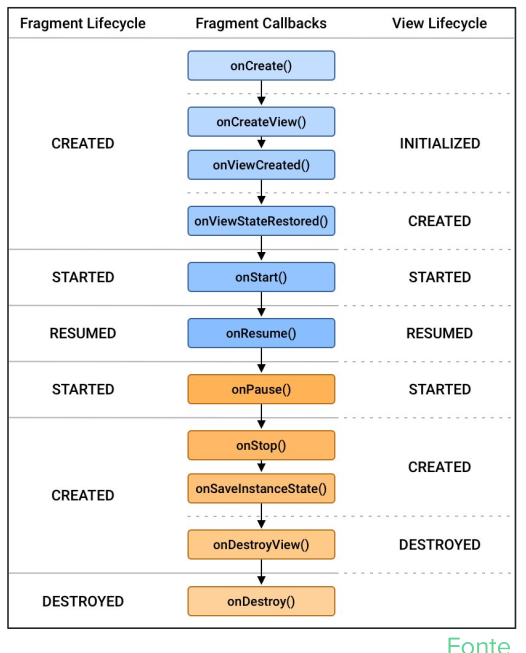 Fragment Lifecycle Fragment Callbacks View Lifecycle
onCreate()
onCreateView()
CREATED INITIALIZED
onViewCreated()
onViewStateRestored() CREATED
STARTED onStart() STARTED
RESUMED onResume() RESUMED
STARTED onPause() STARTED
onStop()
CREATED
onSaveInstanceState()
CREATED
onDestroyView() DESTROYED
DESTROYED onDestroy()
Fonte